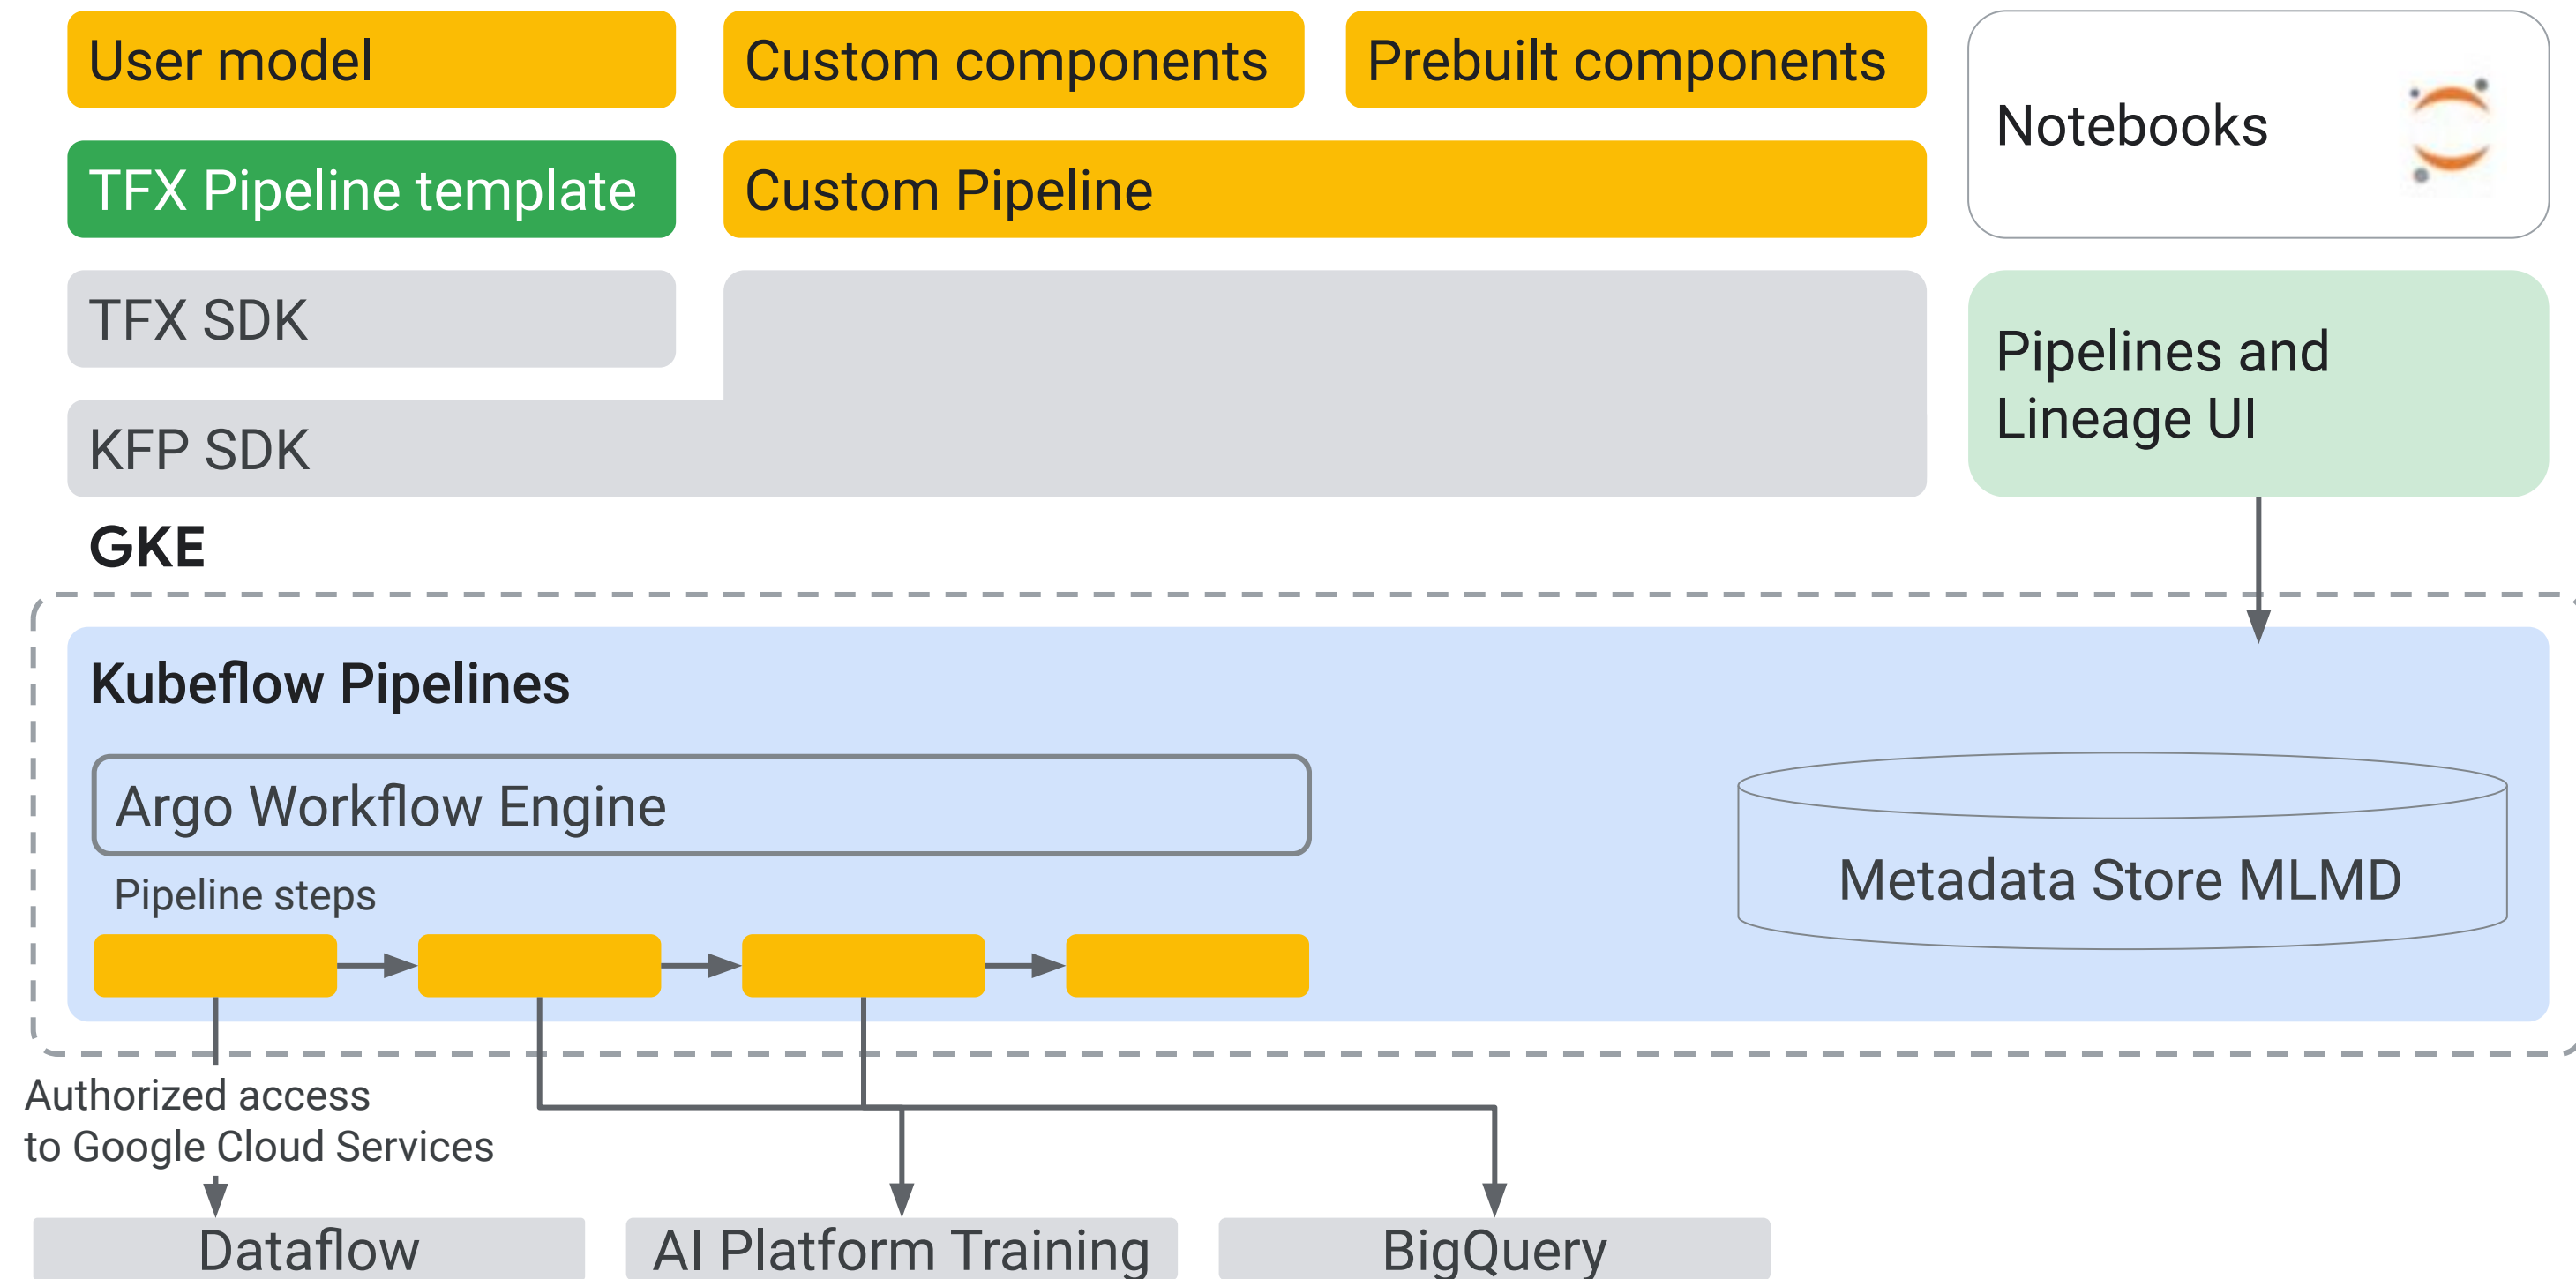 User model
Custom components
Prebuilt components
Notebooks
TFX Pipeline template
Custom Pipeline
TFX SDK
Pipelines and
Lineage UI
KFP SDK
GKE
Kubeflow Pipelines
Argo Workflow Engine
Metadata Store MLMD
Pipeline steps
Authorized access
to Google Cloud Services
Dataflow
AI Platform Training
BigQuery